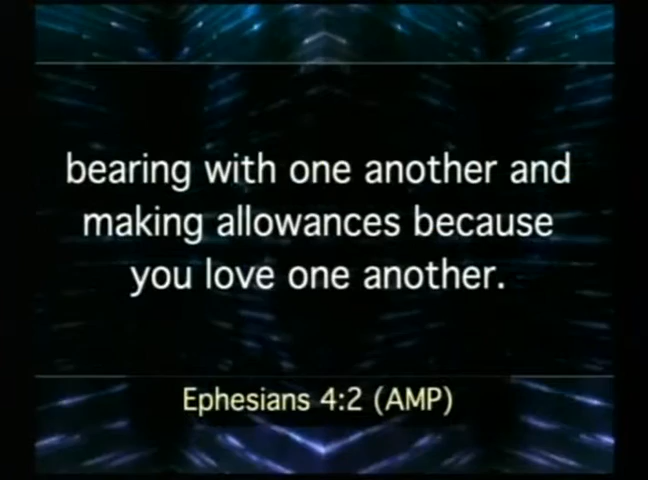 bearing with one another and
making allowances because
you love one another.
Ephesians 4:2 (AMP)